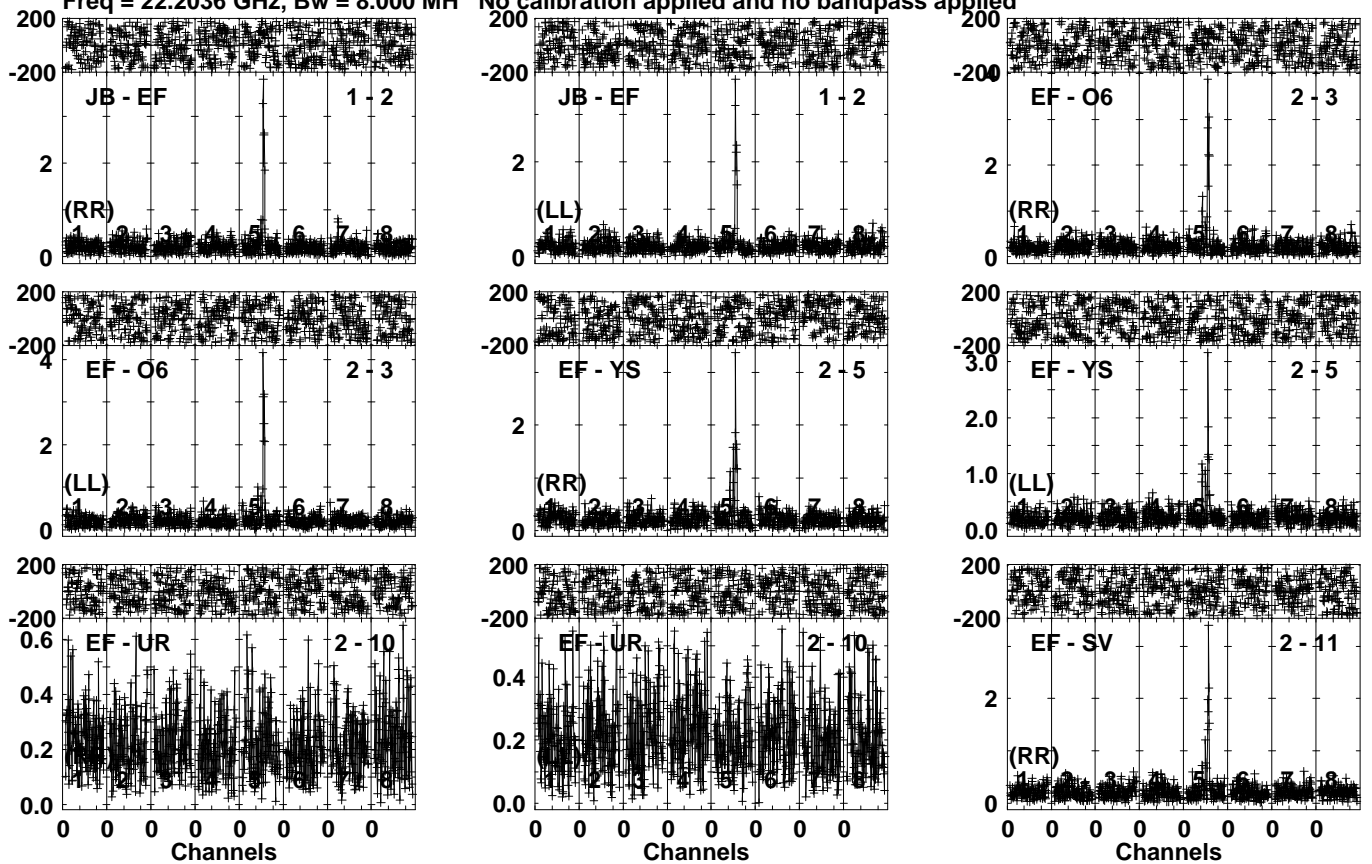 Freq = 22.2036 GHz, Bw = 8.000 MH No calibration applied and no bandpass applied
200 200 200
-200 -200
JB - EF 1 - 2 JB - EF 1 - 2 4 EF - O6 2 - 3
2 2 2
(RR) (LL) (RR)
1 2 3 4 5 6 7 8 1 2 3 4 5 6 7 8 1 2 3 4 5 6 7 8
0 0 0
200 200 200
-200 -200 -200
4 EF - O6 2 - 3 EF - YS 2 - 5 3.0 EF - YS 2 - 5
2 2 2.0
(LL) (RR) 1.0 (LL)
1 2 3 4 5 6 7 8 1 2 3 4 5 6 7 8 1 2 3 4 5 6 7 8
0 0 0.0
200 200 200
-200 -200 -200
0.6 EF - UR 2 - 10 EF - UR 2 - 10 EF - SV 2 - 11
0.4 0.4 2
0.2 0.2 (RR)
1 2 3 4 5 6 7 8 1 2 3 4 5 6 7 8 1 2 3 4 5 6 7 8
0.0 0.0 0
0 0 0 0 0 0 0 0 0 0 0 0 0 0 0 0 0 0 0 0 0 0 0 0
Channels Channels Channels